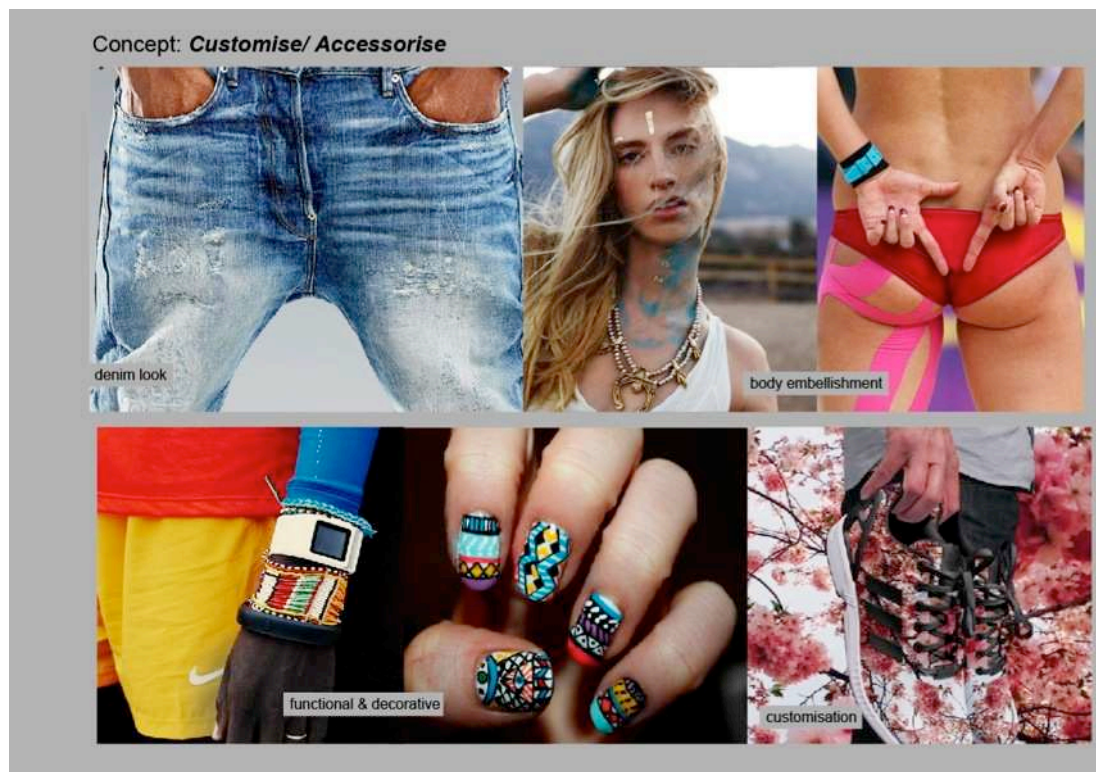 Concept: Customise/ Accessorise
denim look
body embellishment
functional & decorative
customisation